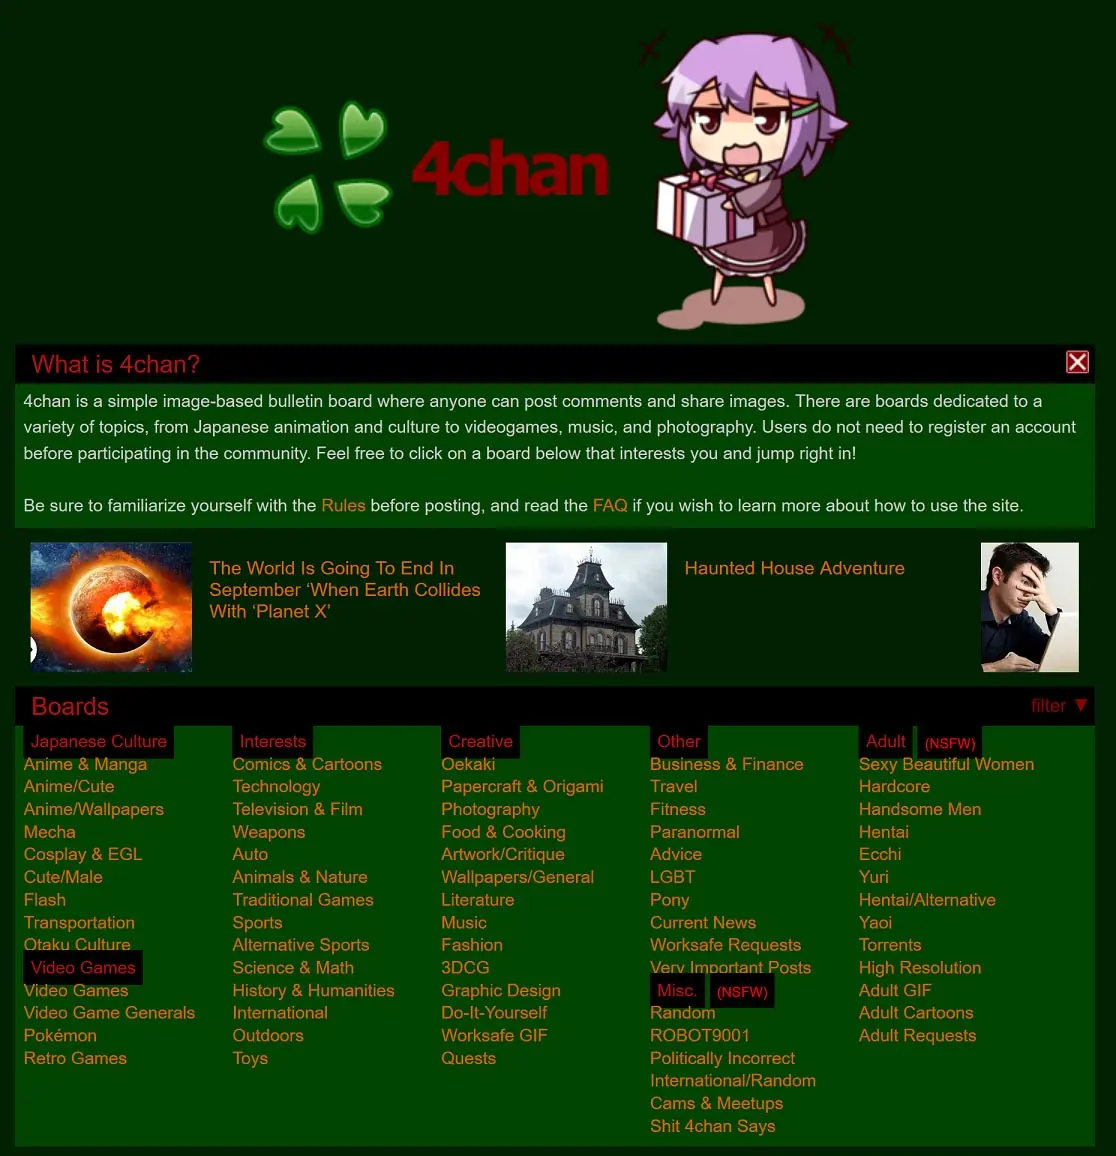 4chan
What is 4chan?
4chan is a simple image-based bulletin board where anyone can post comments and share images. There are boards dedicated to a
variety of topics, from Japanese animation and culture to videogames, music, and photography. Users do not need to register an account
before participating in the community. Feel free to click on a board below that interests you and jump right in!
Be sure to familiarize yourself with the Rules before posting, and read the FAQ if you wish to learn more about how to use the site.
The World Is Going To End In
September ‘When Earth Collides
With ‘Planet X’
Haunted House Adventure
Boards
filter ▼
Japanese Culture
Anime & Manga
Anime/Cute
Anime/Wallpapers
Mecha
Cosplay & EGL
Cute/Male
Flash
Transportation
Otaku Culture
Video Games
Video Games
Video Game Generals
Pokémon
Retro Games
Interests
Comics & Cartoons
Technology
Television & Film
Weapons
Auto
Animals & Nature
Traditional Games
Sports
Alternative Sports
Science & Math
History & Humanities
International
Outdoors
Toys
Creative
Oekaki
Papercraft & Origami
Photography
Food & Cooking
Artwork/Critique
Wallpapers/General
Literature
Music
Fashion
3DCG
Graphic Design
Do-It-Yourself
Worksafe GIF
Quests
Other
Business & Finance
Travel
Fitness
Paranormal
Advice
LGBT
Pony
Current News
Worksafe Requests
Very Important Posts
Misc. (NSFW)
Random
ROBOT9001
Politically Incorrect
International/Random
Cams & Meetups
Shit 4chan Says
Adult (NSFW)
Sexy Beautiful Women
Hardcore
Handsome Men
Hentai
Ecchi
Yuri
Hentai/Alternative
Yaoi
Torrents
High Resolution
Adult GIF
Adult Cartoons
Adult Requests